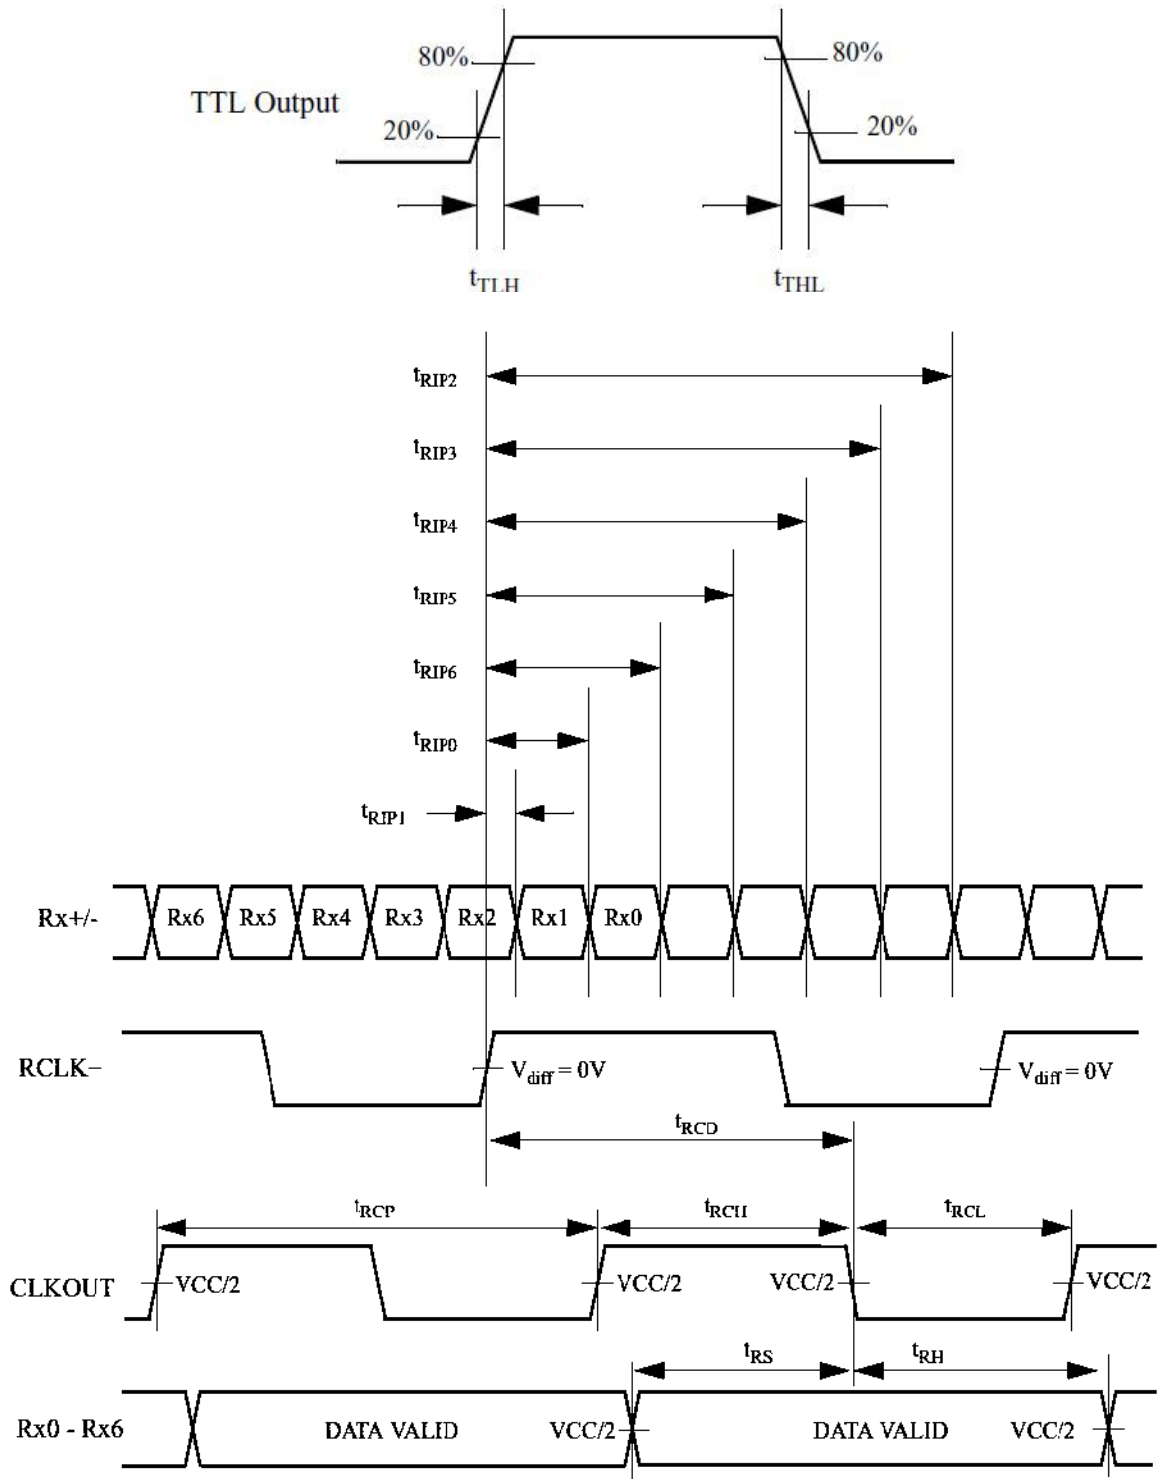 80%
80%
TTL Output
20%
20%
tTLH
tTHL
tRIP2
tRIP3
tRIP4
tRIP5
tRIP6
tRIP0
tRIP1
Rx+/-
Rx6
Rx5
Rx4
Rx3
Rx2
Rx1
Rx0
RCLK−
Vdiff = 0V
Vdiff = 0V
tRCD
tRCP
tRCH
tRCL
CLKOUT
VCC/2
VCC/2
VCC/2
VCC/2
tRS
tRH
Rx0 - Rx6
DATA VALID
VCC/2
DATA VALID
VCC/2